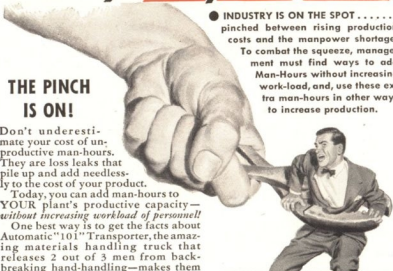 INDUSTRY IS ON THE SPOT......
pinched between rising productio
costs and the manpower shortage
To combat the squeeze, manage
ment must find ways to ad
Man-Hours without increasin
work-load, and, use these ex
tra man-hours in other way
to increase production.
THE PINCH
IS ON!
Don't underesti-
mate your cost of un-
productive man-hours.
They are loss leaks that
pile up and add needless-
ly to the cost of your product.
Today, you can add man-hours to
YOUR plant's productive capacity—
without increasing workload of personnel!
One best way is to get the facts about
Automatic "101" Transporter, the amaz-
ing materials handling truck that
releases 2 out of 3 men from back-
breaking hand-handling—makes them